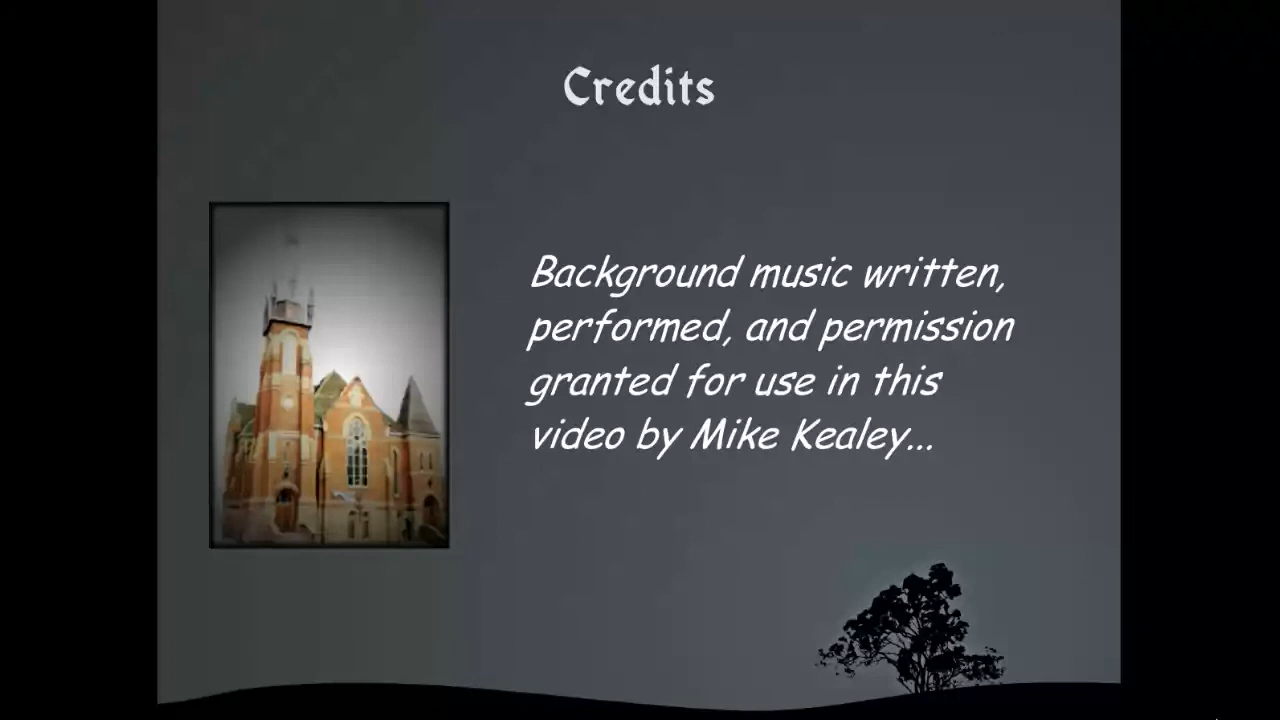 Credits
Background music written,
performed, and permission
granted for use in this
video by Mike Kealey...